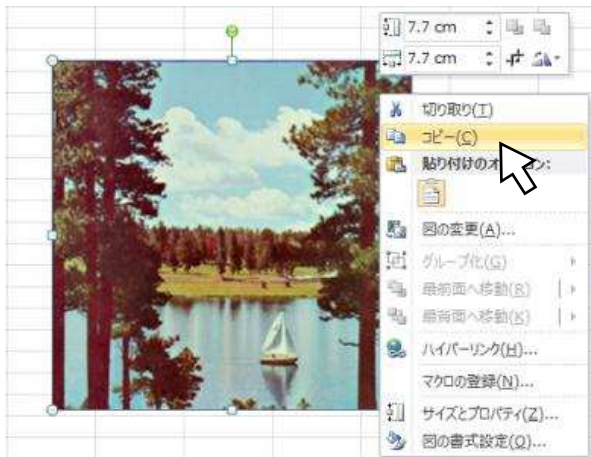 7.7 cm
7.7 cm
切り取り(T)
コピー(C)
貼り付けのオ ョン:
図の変更(A)...
グループ化(G)
最前面へ移動(R)
最背面へ移動(K)
ハイパーリンク(H)...
マクロの登録(N)...
サイズとプロパティ(Z)...
図の書式設定(O)...